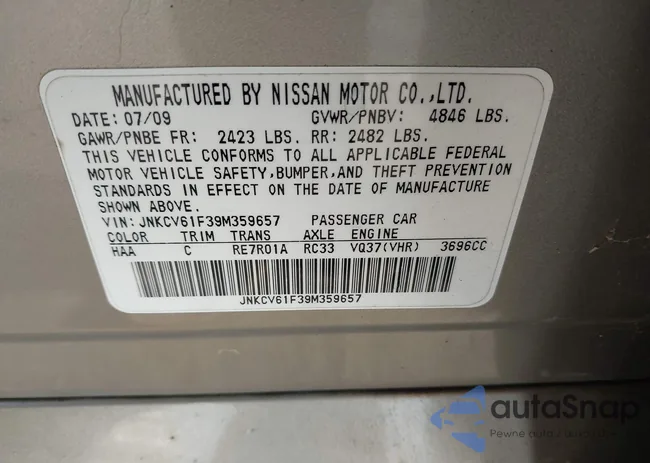 MANUFACTURED BY NISSAN MOTOR CO.,LTD.
DATE: 07/09 GVWR/PNBV: 4846 LBS.
GAWR/PNBE FR: 2423 LBS. RR: 2482 LBS.
THIS VEHICLE CONFORMS TO ALL APPLICABLE FEDERAL
MOTOR VEHICLE SAFETY,BUMPER,AND THEFT PREVENTION
STANDARDS IN EFFECT ON THE DATE OF MANUFACTURE
SHOWN ABOVE.
VIN: JNKCV61F39M359657 PASSENGER CAR
COLOR TRIM TRANS AXLE ENGINE
HAA C RE7R01A RC33 VQ37(VHR) 3696CC
JNKCV61F39M359657
autaSnap
Pewne auto z